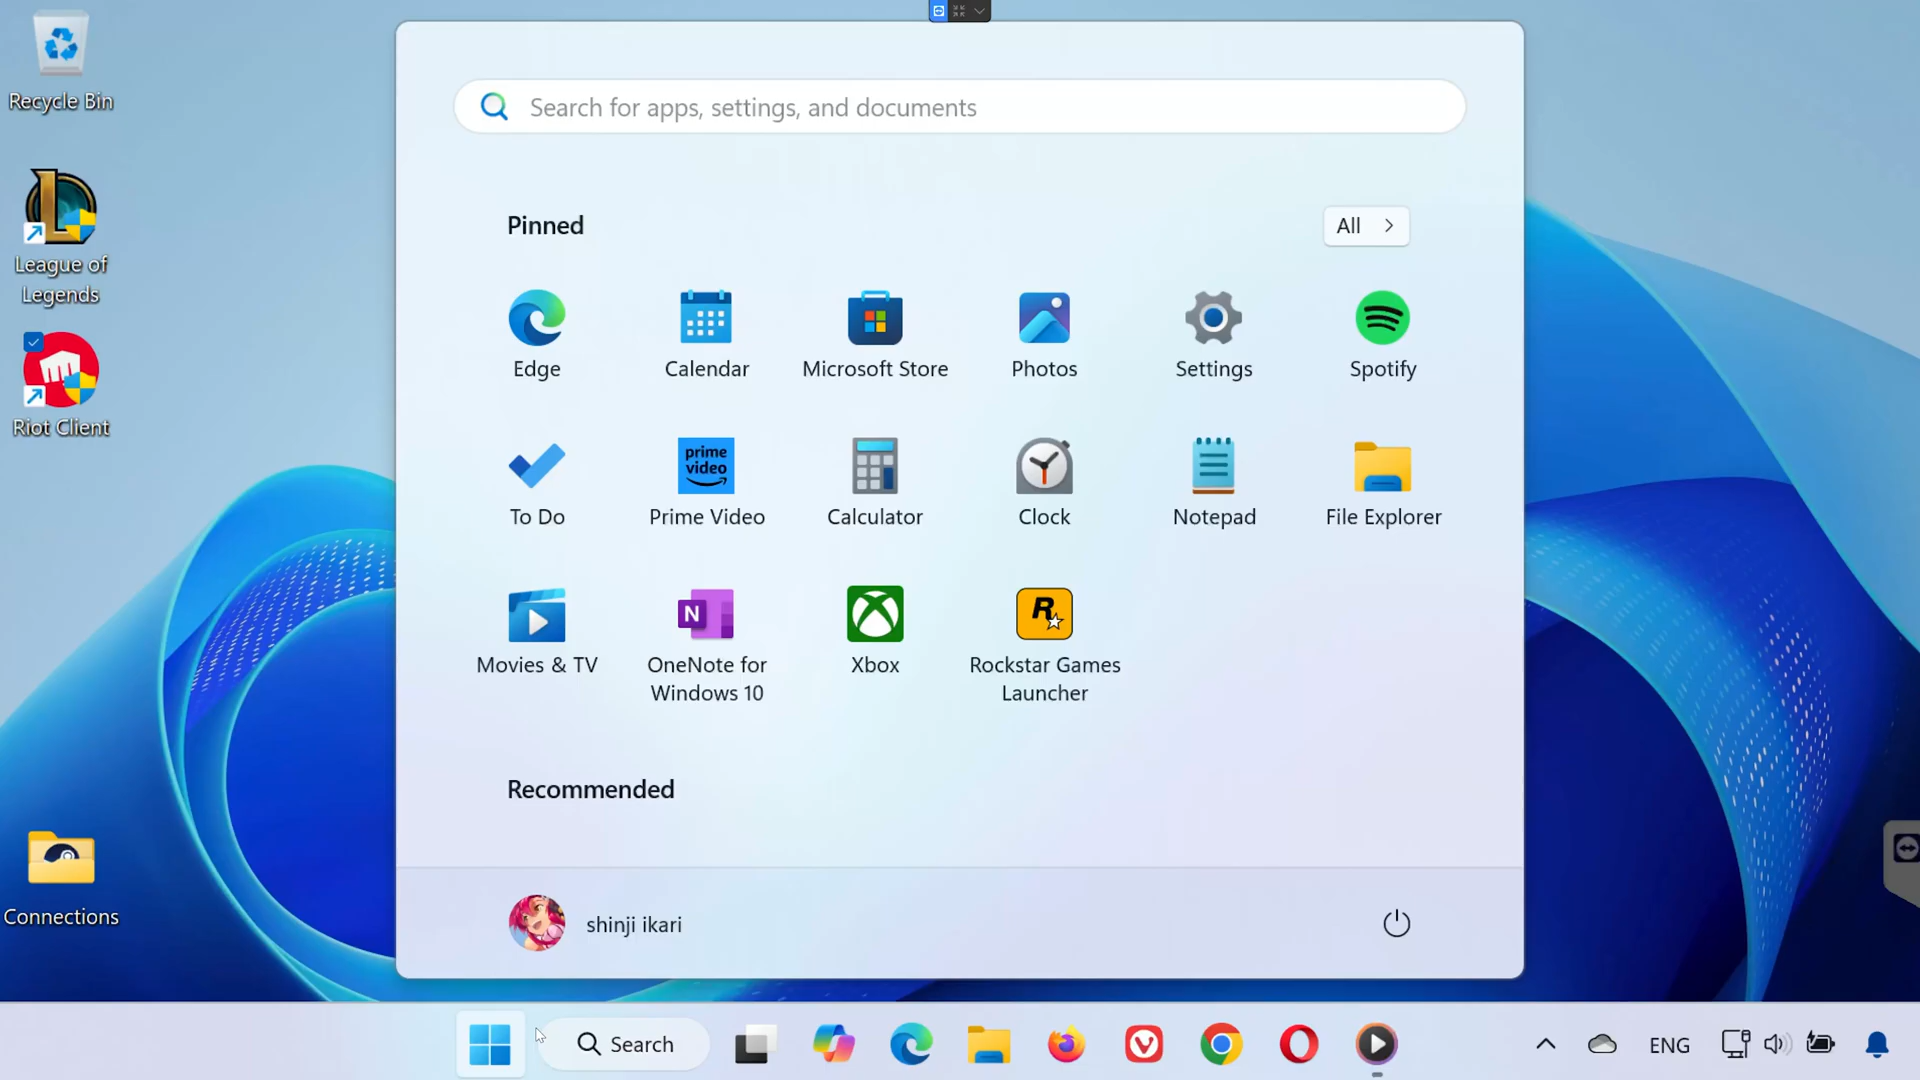 Recycle Bin
League of
Legends
Riot Client
Connections
Search for apps, settings, and documents
Pinned
All
Edge
Calendar
Microsoft Store
Photos
Settings
Spotify
To Do
prime
video
Prime Video
Calculator
Clock
Notepad
File Explorer
Movies & TV
N
OneNote for
Windows 10
Xbox
R
Rockstar Games
Launcher
Recommended
shinji ikari
Search
ENG